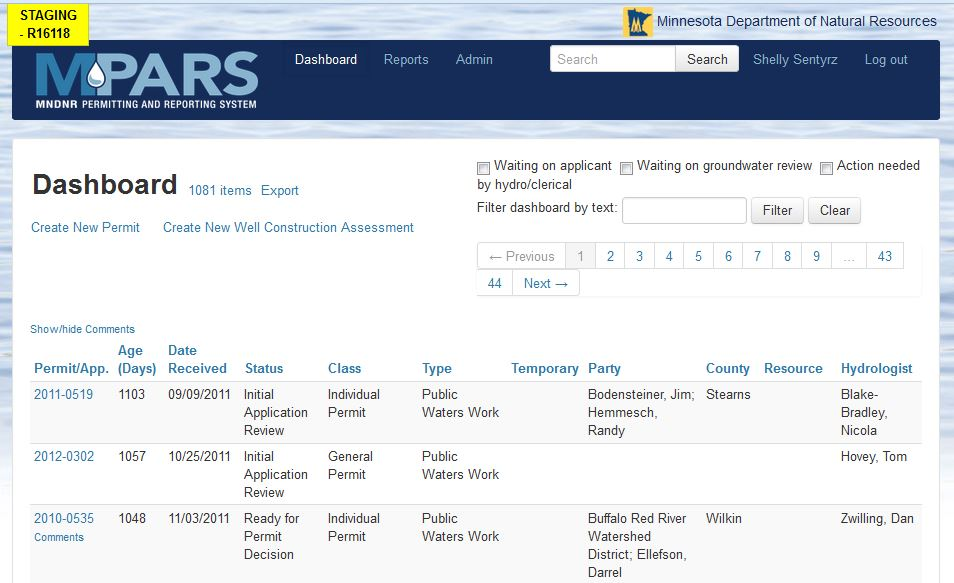 STAGING
- R16118
Minnesota Department of Natural Resources
MPARS
MNDNR PERMITTING AND REPORTING SYSTEM
Dashboard Reports Admin Search Search Shelly Sentyrz Log out
Dashboard 1081 items Export
Create New Permit Create New Well Construction Assessment
Waiting on applicant Waiting on groundwater review Action needed
by hydro/clerical
Filter dashboard by text: Filter Clear
← Previous 1 2 3 4 5 6 7 8 9 ... 43
44 Next →
Show/hide Comments
Age Date
Permit/App. (Days) Received Status Class Type Temporary Party County Resource Hydrologist
2011-0519 1103 09/09/2011 Initial Individual Public Bodensteiner, Jim; Stearns Blake-
Application Permit Waters Work Hemmesch, Bradley,
Review Randy Nicola
2012-0302 1057 10/25/2011 Initial General Public Hovey, Tom
Application Permit Waters Work
Review
2010-0535 1048 11/03/2011 Ready for Individual Public Buffalo Red River Wilkin Zwilling, Dan
Comments Permit Permit Waters Work Watershed
Decision District; Ellefson,
Darrel